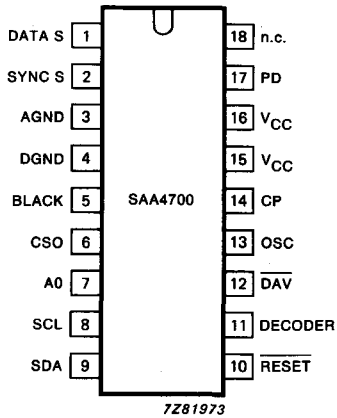 DATA S 1 18 n.c.
SYNC S 2 17 PD
AGND 3 16 VCC
DGND 4 15 VCC
BLACK 5 SAA4700 14 CP
CSO 6 13 OSC
A0 7 12 DAV
SCL 8 11 DECODER
SDA 9 10 RESET
7Z81973